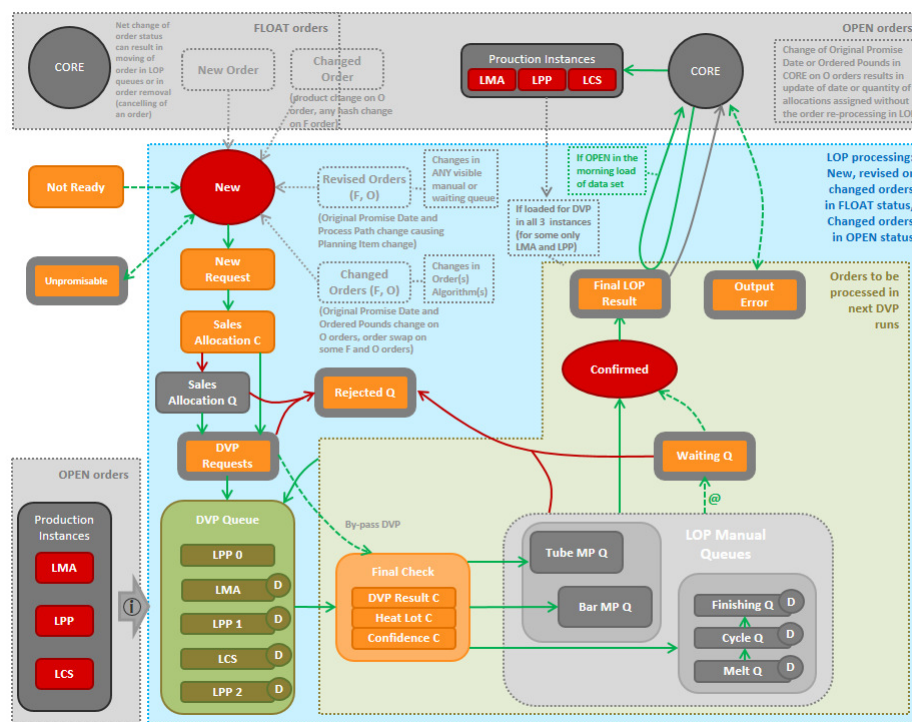 FLOAT orders
OPEN orders
CORE
Net change of
order status
can result in
moving of
order in LOP
queues or in
order removal
(cancelling of
an order)
New Order
Changed
Order
(product change on O
order, any hash change
on F order)
Prouction Instances
LMA
LPP
LCS
CORE
Change of Original Promise
Date or Ordered Pounds in
CORE on O orders results in
update of date or quantity of
allocations assigned without
the order re-processing in LO
Not Ready
New
Revised Orders
(F, O)
Changes in
ANY visible
manual or
waiting queue
(Original Promise Date and
Process Path change causing
Planning Item change)
If OPEN in the
morning load
of data set
LOP processing:
New, revised or
changed orders
in FLOAT status,
Changed orders
in OPEN status
If loaded for DVP
in all 3 instances
(for some only
LMA and LPP)
Unpromisable
New
Request
Changed
Orders (F, O)
Changes in
Order(s)
Algorithm(s)
(Original Promise Date and
Ordered Pounds change on
O orders, order swap on
some F and O orders)
Final LOP
Result
Output
Error
Orders to be
processed in
next DVP
runs
Sales
Allocation C
Sales
Allocation Q
Rejected Q
Confirmed
DVP
Requests
Waiting Q
OPEN orders
Production
Instances
LMA
LPP
LCS
i
DVP Queue
LPP 0
LMA
D
LPP 1
D
LCS
D
LPP 2
D
By-pass DVP
Final Check
DVP Result C
Heat Lot C
Confidence C
@
LOP Manual
Queues
Tube MP Q
Bar MP Q
Finishing Q
D
Cycle Q
D
Melt Q
D